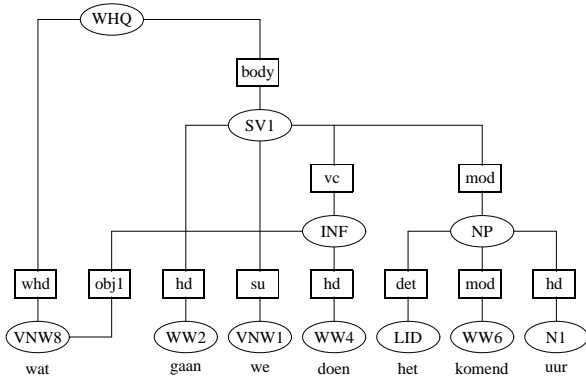 WHQ
body
SV1
vc mod
INF NP
whd obj1 hd su hd det mod hd
VNW8 WW2 VNW1 WW4 LID WW6 N1
wat gaan we doen het komend uur